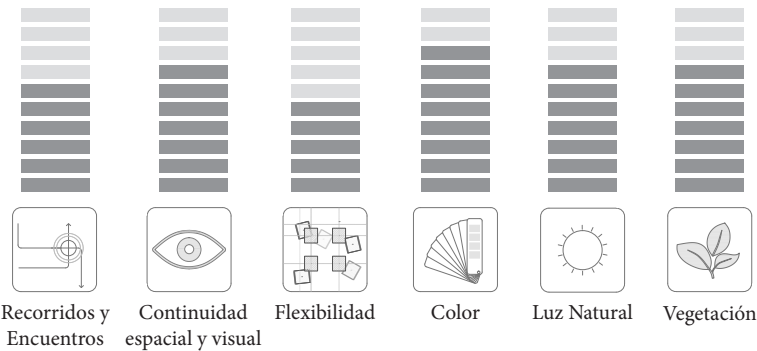 Recorridos y
Encuentros
Continuidad
espacial y visual
Flexibilidad
Color
Luz Natural
Vegetación